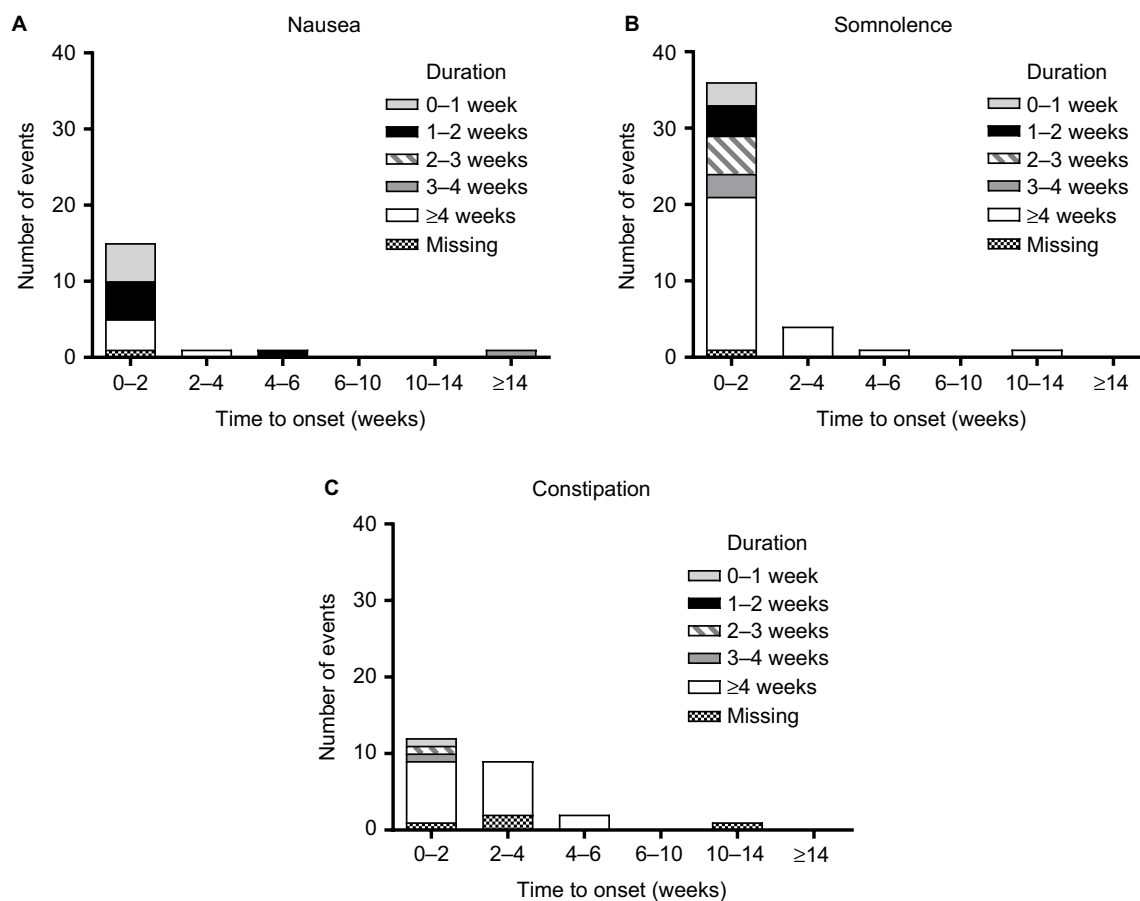 A
Nausea
40
30
20
10
0
Number of events
Duration
0–1 week
1–2 weeks
2–3 weeks
3–4 weeks
≥4 weeks
Missing
0–2 2–4 4–6 6–10 10–14 ≥14
Time to onset (weeks)
B
Somnolence
40
30
20
10
0
Number of events
Duration
0–1 week
1–2 weeks
2–3 weeks
3–4 weeks
≥4 weeks
Missing
0–2 2–4 4–6 6–10 10–14 ≥14
Time to onset (weeks)
C
Constipation
40
30
20
10
0
Number of events
Duration
0–1 week
1–2 weeks
2–3 weeks
3–4 weeks
≥4 weeks
Missing
0–2 2–4 4–6 6–10 10–14 ≥14
Time to onset (weeks)